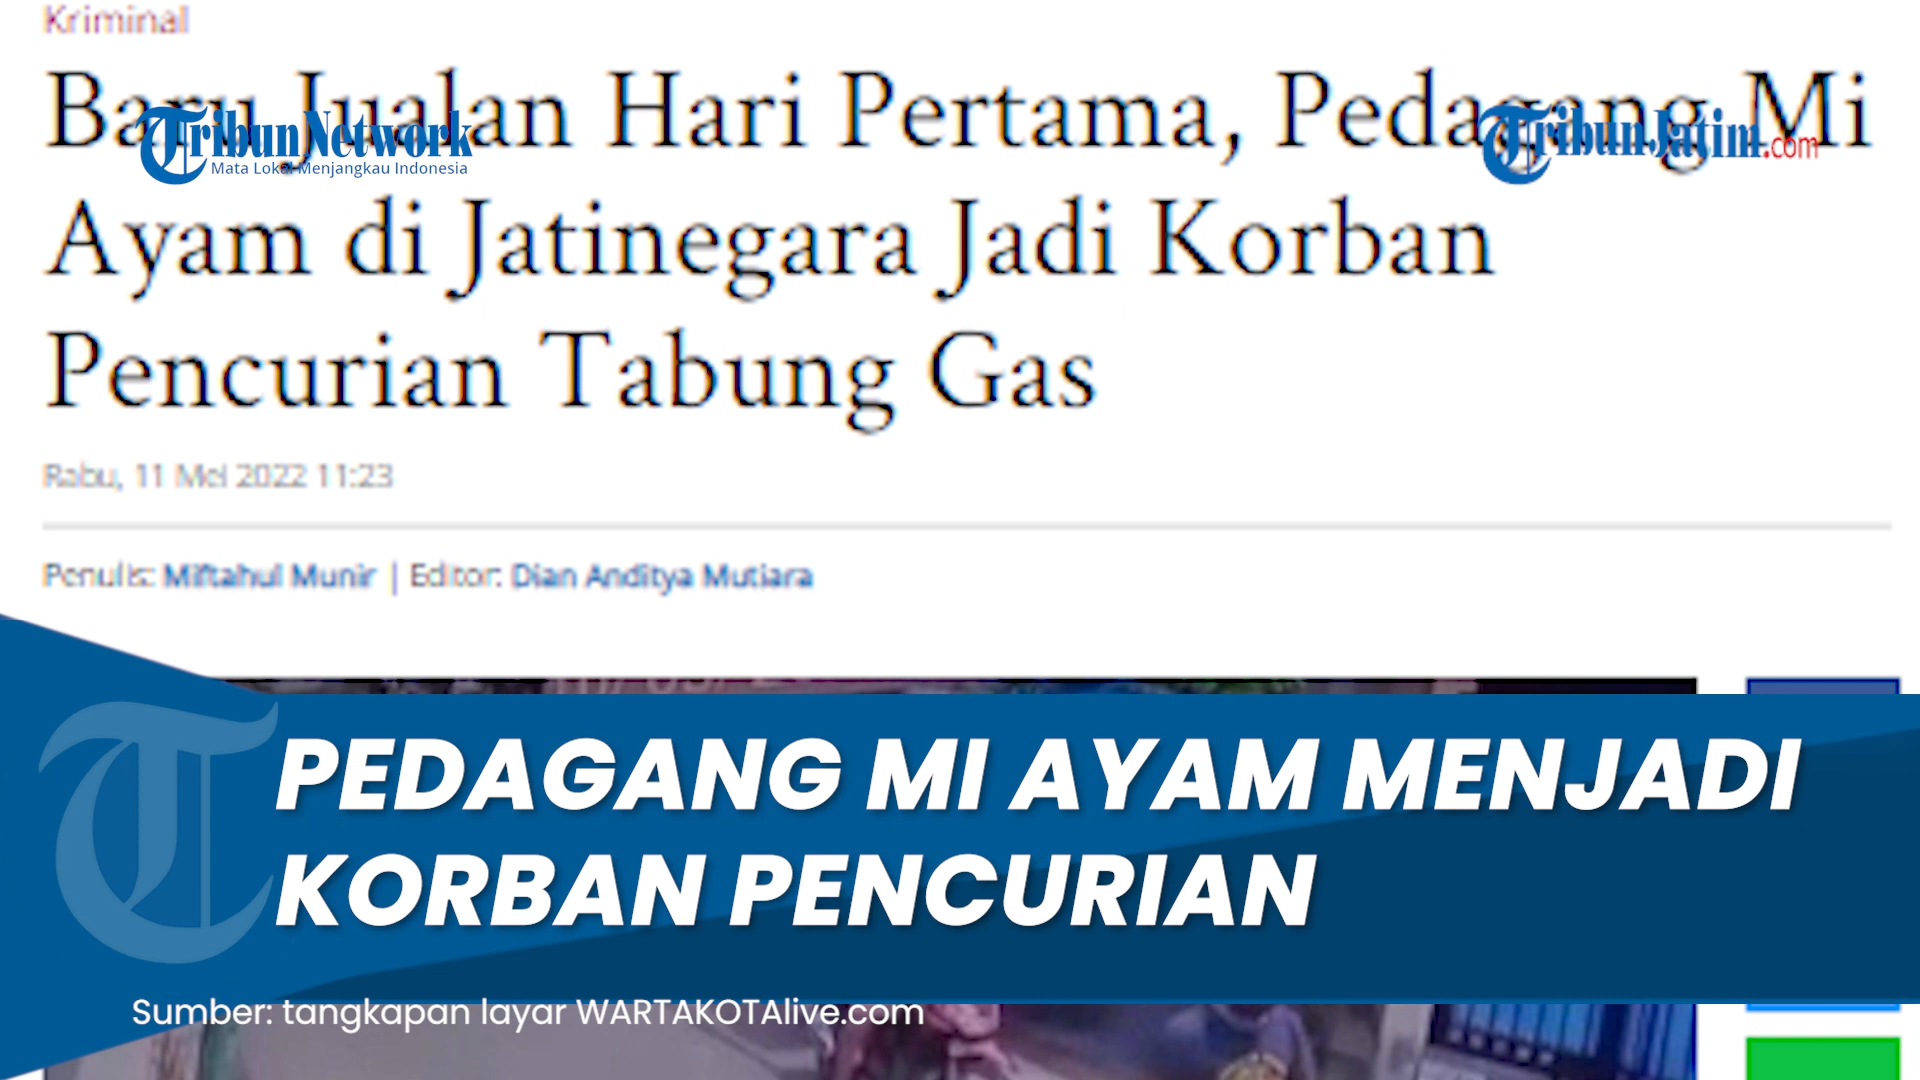 Kriminal
Baru Jualan Hari Pertama, Pedagang Mi
TribunNetwork
Mata Lokal Menjangkau Indonesia
TribunJatim.com
Ayam di Jatinegara Jadi Korban
Pencurian Tabung Gas
Rabu, 11 Mei 2022 11:23
Penulis: Miftahul Munir | Editor: Dian Anditya Mutiara
PEDAGANG MI AYAM MENJADI
KORBAN PENCURIAN
Sumber: tangkapan layar WARTAKOTAlive.com